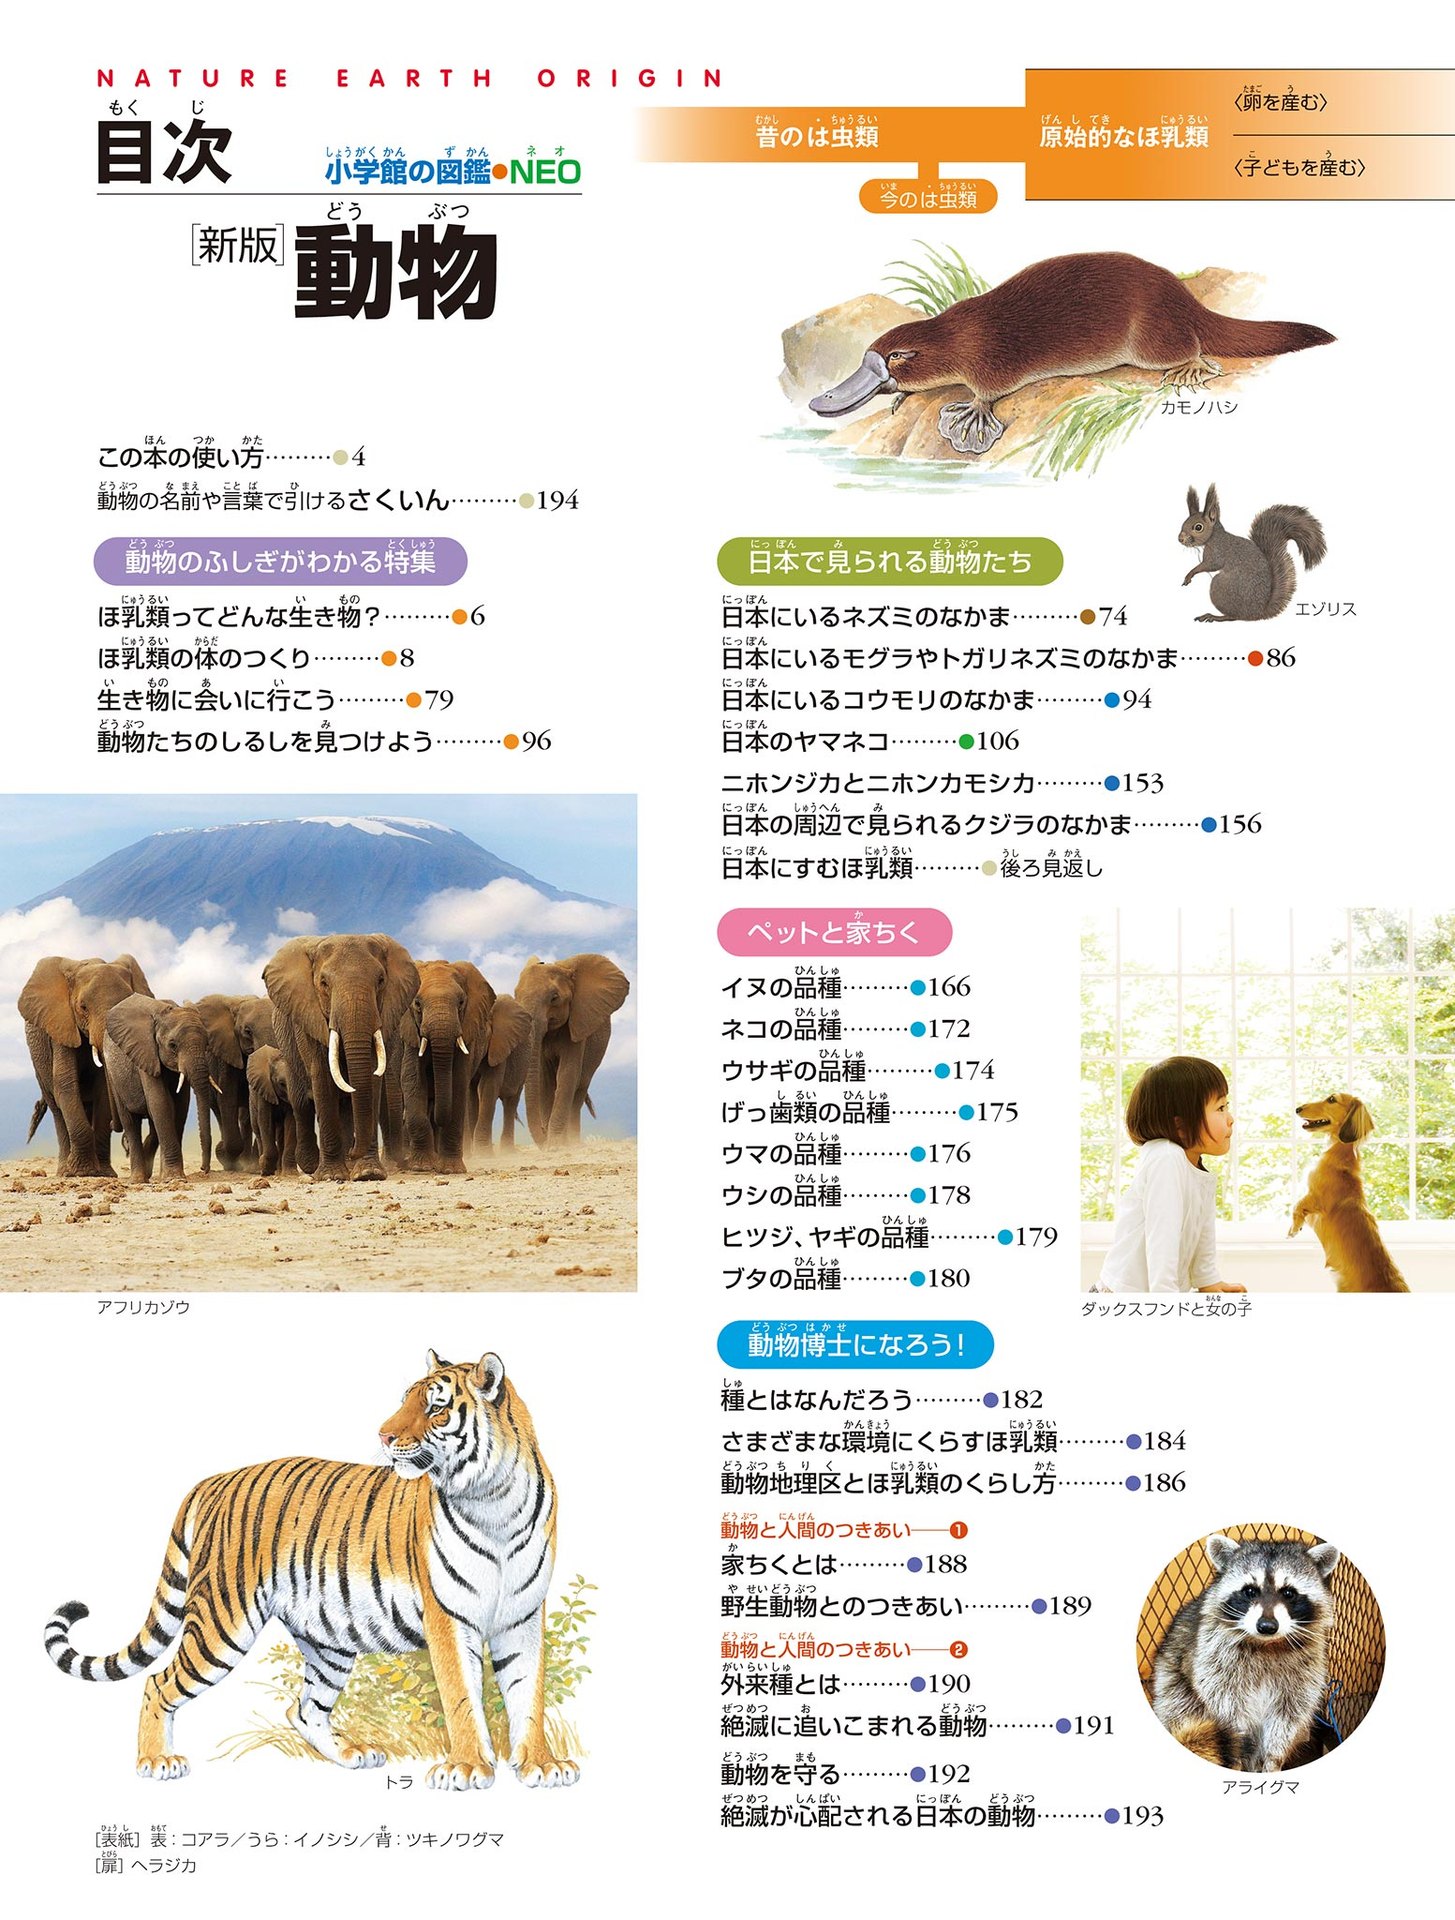 NATURE EARTH ORIGIN
目次
小学館の図鑑●NEO
[新版]動物
この本の使い方………●4
動物の名前や言葉で引けるさくいん………●194
動物のふしぎがわかる特集
ほ乳類ってどんな生き物?………●6
ほ乳類の体のつくり………●8
生き物に会いに行こう………●79
動物たちのしるしを見つけよう………●96
アフリカゾウ
トラ
[表紙] 表:コアラ/うら:イノシシ/背:ツキノワグマ
[扉] ヘラジカ
昔のは虫類
今のは虫類
原始的なほ乳類
〈卵を産む〉
〈子どもを産む〉
カモノハシ
エゾリス
日本で見られる動物たち
日本にいるネズミのなかま………●74
日本にいるモグラやトガリネズミのなかま………●86
日本にいるコウモリのなかま………●94
日本のヤマネコ………●106
ニホンジカとニホンカモシカ………●153
日本の周辺で見られるクジラのなかま………●156
日本にすむほ乳類………●後ろ見返し
ペットと家ちく
イヌの品種………●166
ネコの品種………●172
ウサギの品種………●174
げっ歯類の品種………●175
ウマの品種………●176
ウシの品種………●178
ヒツジ、ヤギの品種………●179
ブタの品種………●180
ダックスフンドと女の子
動物博士になろう!
種とはなんだろう………●182
さまざまな環境にくらすほ乳類………●184
動物地理区とほ乳類のくらし方………●186
動物と人間のつきあい──❶
家ちくとは………●188
野生動物とのつきあい………●189
動物と人間のつきあい──❷
外来種とは………●190
絶滅に追いこまれる動物………●191
動物を守る………●192
絶滅が心配される日本の動物………●193
アライグマ